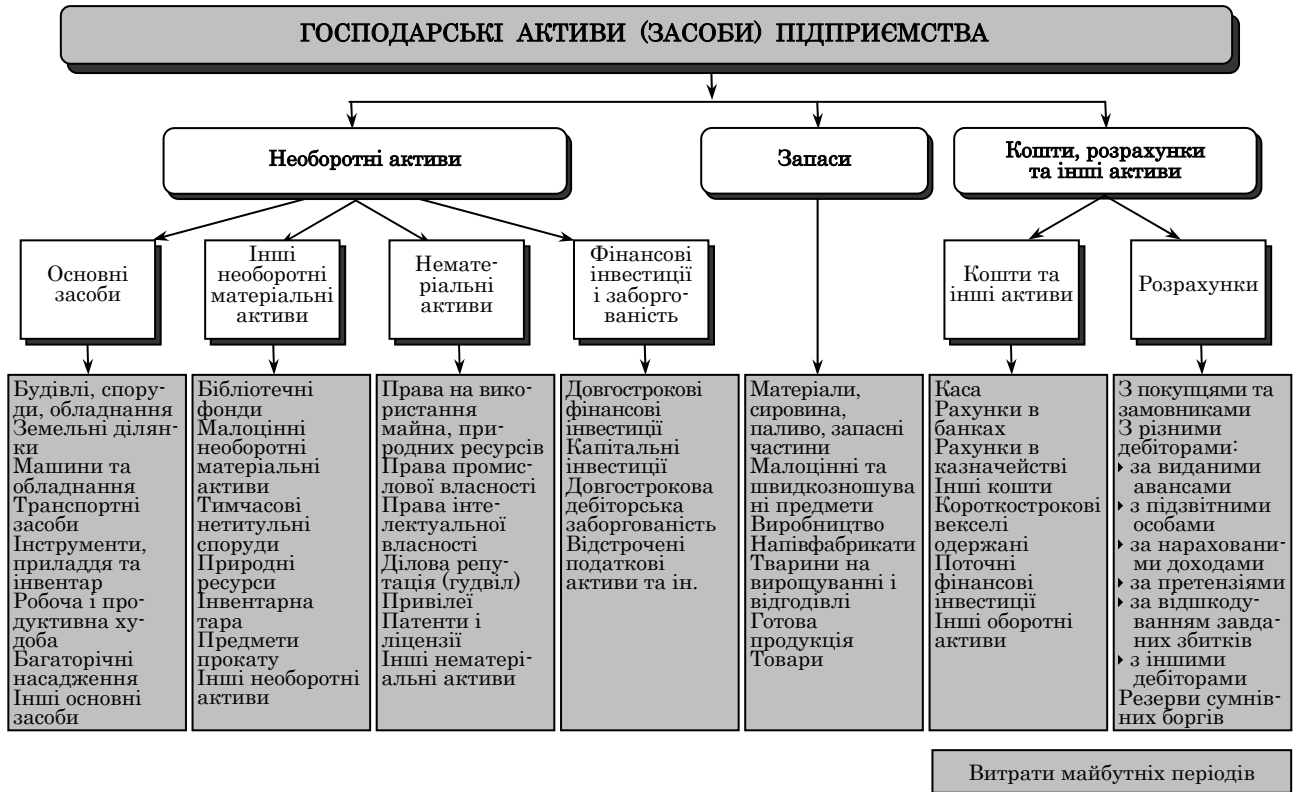 ГОСПОДАРСЬКІ АКТИВИ (ЗАСОБИ) ПІДПРИЄМСТВА
Необоротні активи
Запаси
Кошти, розрахунки
та інші активи
Основні
засоби
Інші
необоротні
матеріальні
активи
Немате-
ріальні
активи
Фінансові
інвестиції
і заборго-
ваність
Кошти та
інші активи
Розрахунки
Будівлі, спору-
ди, обладнання
Земельні ділян-
ки
Машини та
обладнання
Транспортні
засоби
Інструменти,
приладдя та
інвентар
Робоча і про-
дуктивна ху-
доба
Багаторічні
насадження
Інші основні
засоби
Бібліотечні
фонди
Малоцінні
необоротні
матеріальні
активи
Тимчасові
нетитульні
споруди
Природні
ресурси
Інвентарна
тара
Предмети
прокату
Інші необоротні
активи
Права на вико-
ристання
майна, при-
родних ресурсів
Права промис-
лової власності
Права інте-
лектуальної
власності
Ділова репу-
тація (гудвіл)
Привілеї
Патенти і
ліцензії
Інші нематері-
альні активи
Довгострокові
фінансові
інвестиції
Капітальні
інвестиції
Довгострокова
дебіторська
заборгованість
Відстрочені
податкові
активи та ін.
Матеріали,
сировина,
паливо, запасні
частини
Малоцінні та
швидкозношува
ні предмети
Виробництво
Напівфабрикати
Тварини на
вирощуванні і
відгодівлі
Готова
продукція
Товари
Каса
Рахунки в
банках
Рахунки в
казначействі
Інші кошти
Короткострокові
векселі
одержані
Поточні
фінансові
інвестиції
Інші оборотні
активи
З покупцями та
замовниками
З різними
дебіторами:
за виданими
авансами
з підзвітними
особами
за нараховани-
ми доходами
за претензіями
за відшкоду-
ванням завда-
них збитків
з іншими
дебіторами
Резерви сумнів-
них боргів
Витрати майбутніх періодів